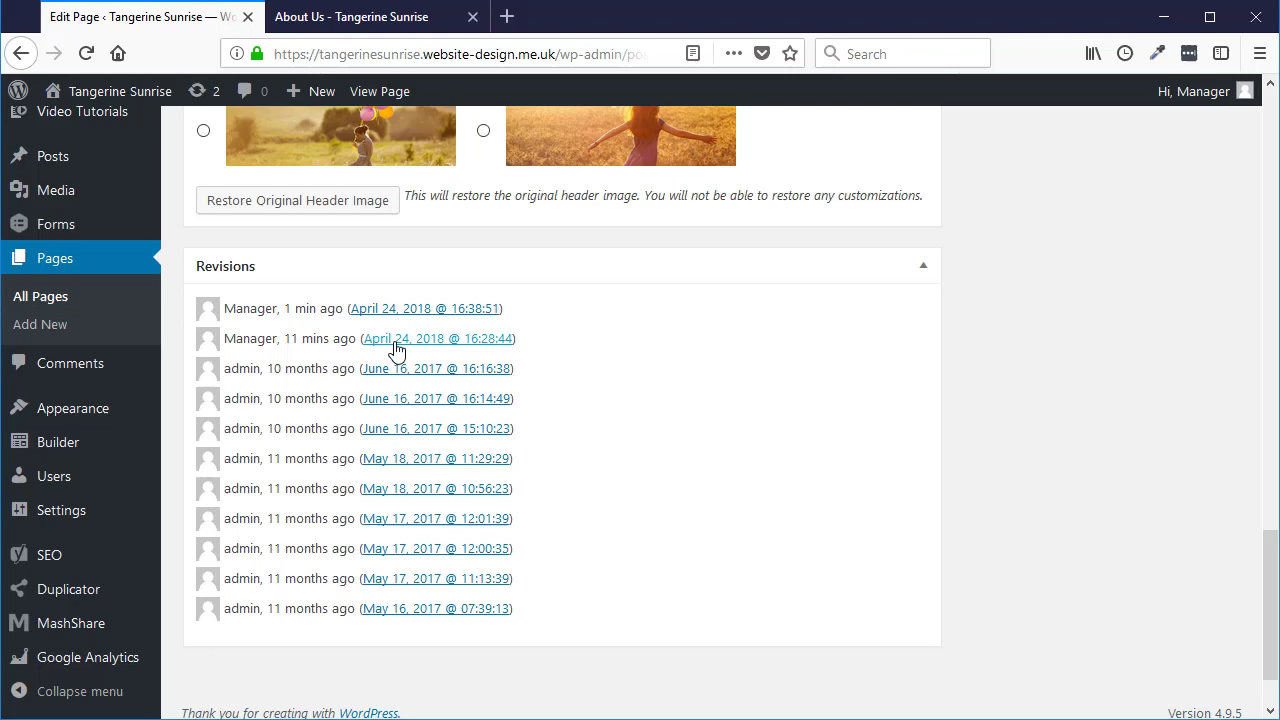 Edit Page ‹ Tangerine Sunrise — Wo
About Us - Tangerine Sunrise
https://tangerinesunrise.website-design.me.uk/wp-admin/pos
Search
Tangerine Sunrise
2
0
New
View Page
Hi, Manager
Video Tutorials
Posts
Media
Forms
Pages
All Pages
Add New
Comments
Appearance
Builder
Users
Settings
SEO
Duplicator
MashShare
Google Analytics
Collapse menu
Restore Original Header Image
This will restore the original header image. You will not be able to restore any customizations.
Revisions
Manager, 1 min ago (April 24, 2018 @ 16:38:51)
Manager, 11 mins ago (April 24, 2018 @ 16:28:44)
admin, 10 months ago (June 16, 2017 @ 16:16:38)
admin, 10 months ago (June 16, 2017 @ 16:14:49)
admin, 10 months ago (June 16, 2017 @ 15:10:23)
admin, 11 months ago (May 18, 2017 @ 11:29:29)
admin, 11 months ago (May 18, 2017 @ 10:56:23)
admin, 11 months ago (May 17, 2017 @ 12:01:39)
admin, 11 months ago (May 17, 2017 @ 12:00:35)
admin, 11 months ago (May 17, 2017 @ 11:13:39)
admin, 11 months ago (May 16, 2017 @ 07:39:13)
Thank you for creating with WordPress.
Version 4.9.5